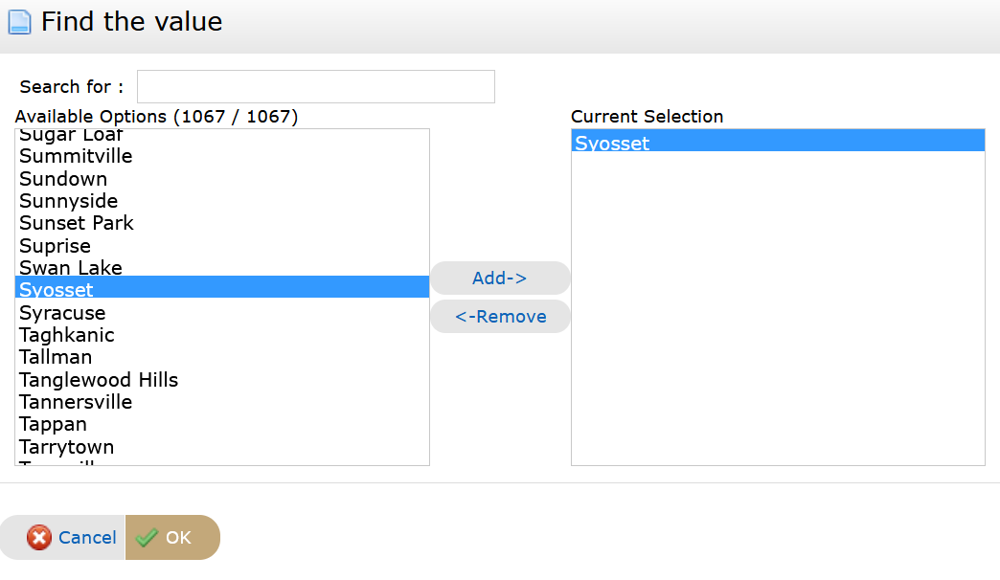 Find the value
Search for :
Available Options (1067 / 1067)
Sugar Loaf
Summitville
Sundown
Sunnyside
Sunset Park
Suprise
Swan Lake
Syosset
Syracuse
Taghkanic
Tallman
Tanglewood Hills
Tannersville
Tappan
Tarrytown
Add->
<-Remove
Current Selection
Syosset
Cancel
OK